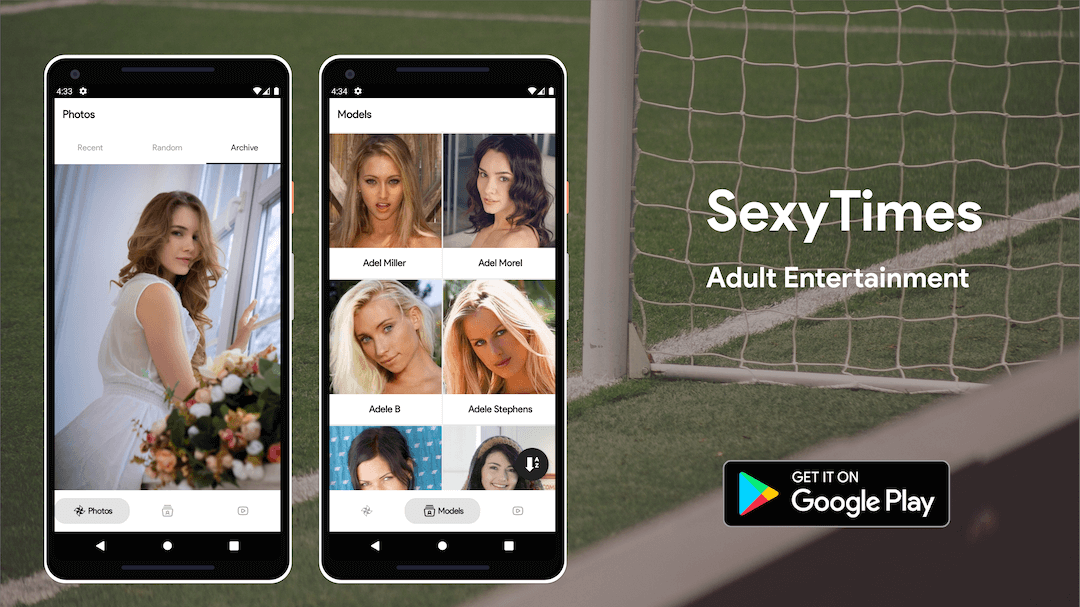 4:33
Photos
Recent Random Archive
Photos
4:34
Models
Adel Miller Adel Morel
Adele B Adele Stephens
A
Z
Models
SexyTimes
Adult Entertainment
GET IT ON
Google Play